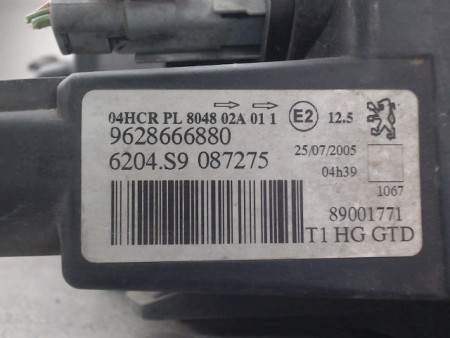 04HCR PL 8048 02A 01 1 E2 12.5
9628666880
6204.S9 087275
25/07/2005
04h39
1067
89001771
T1 HG GTD